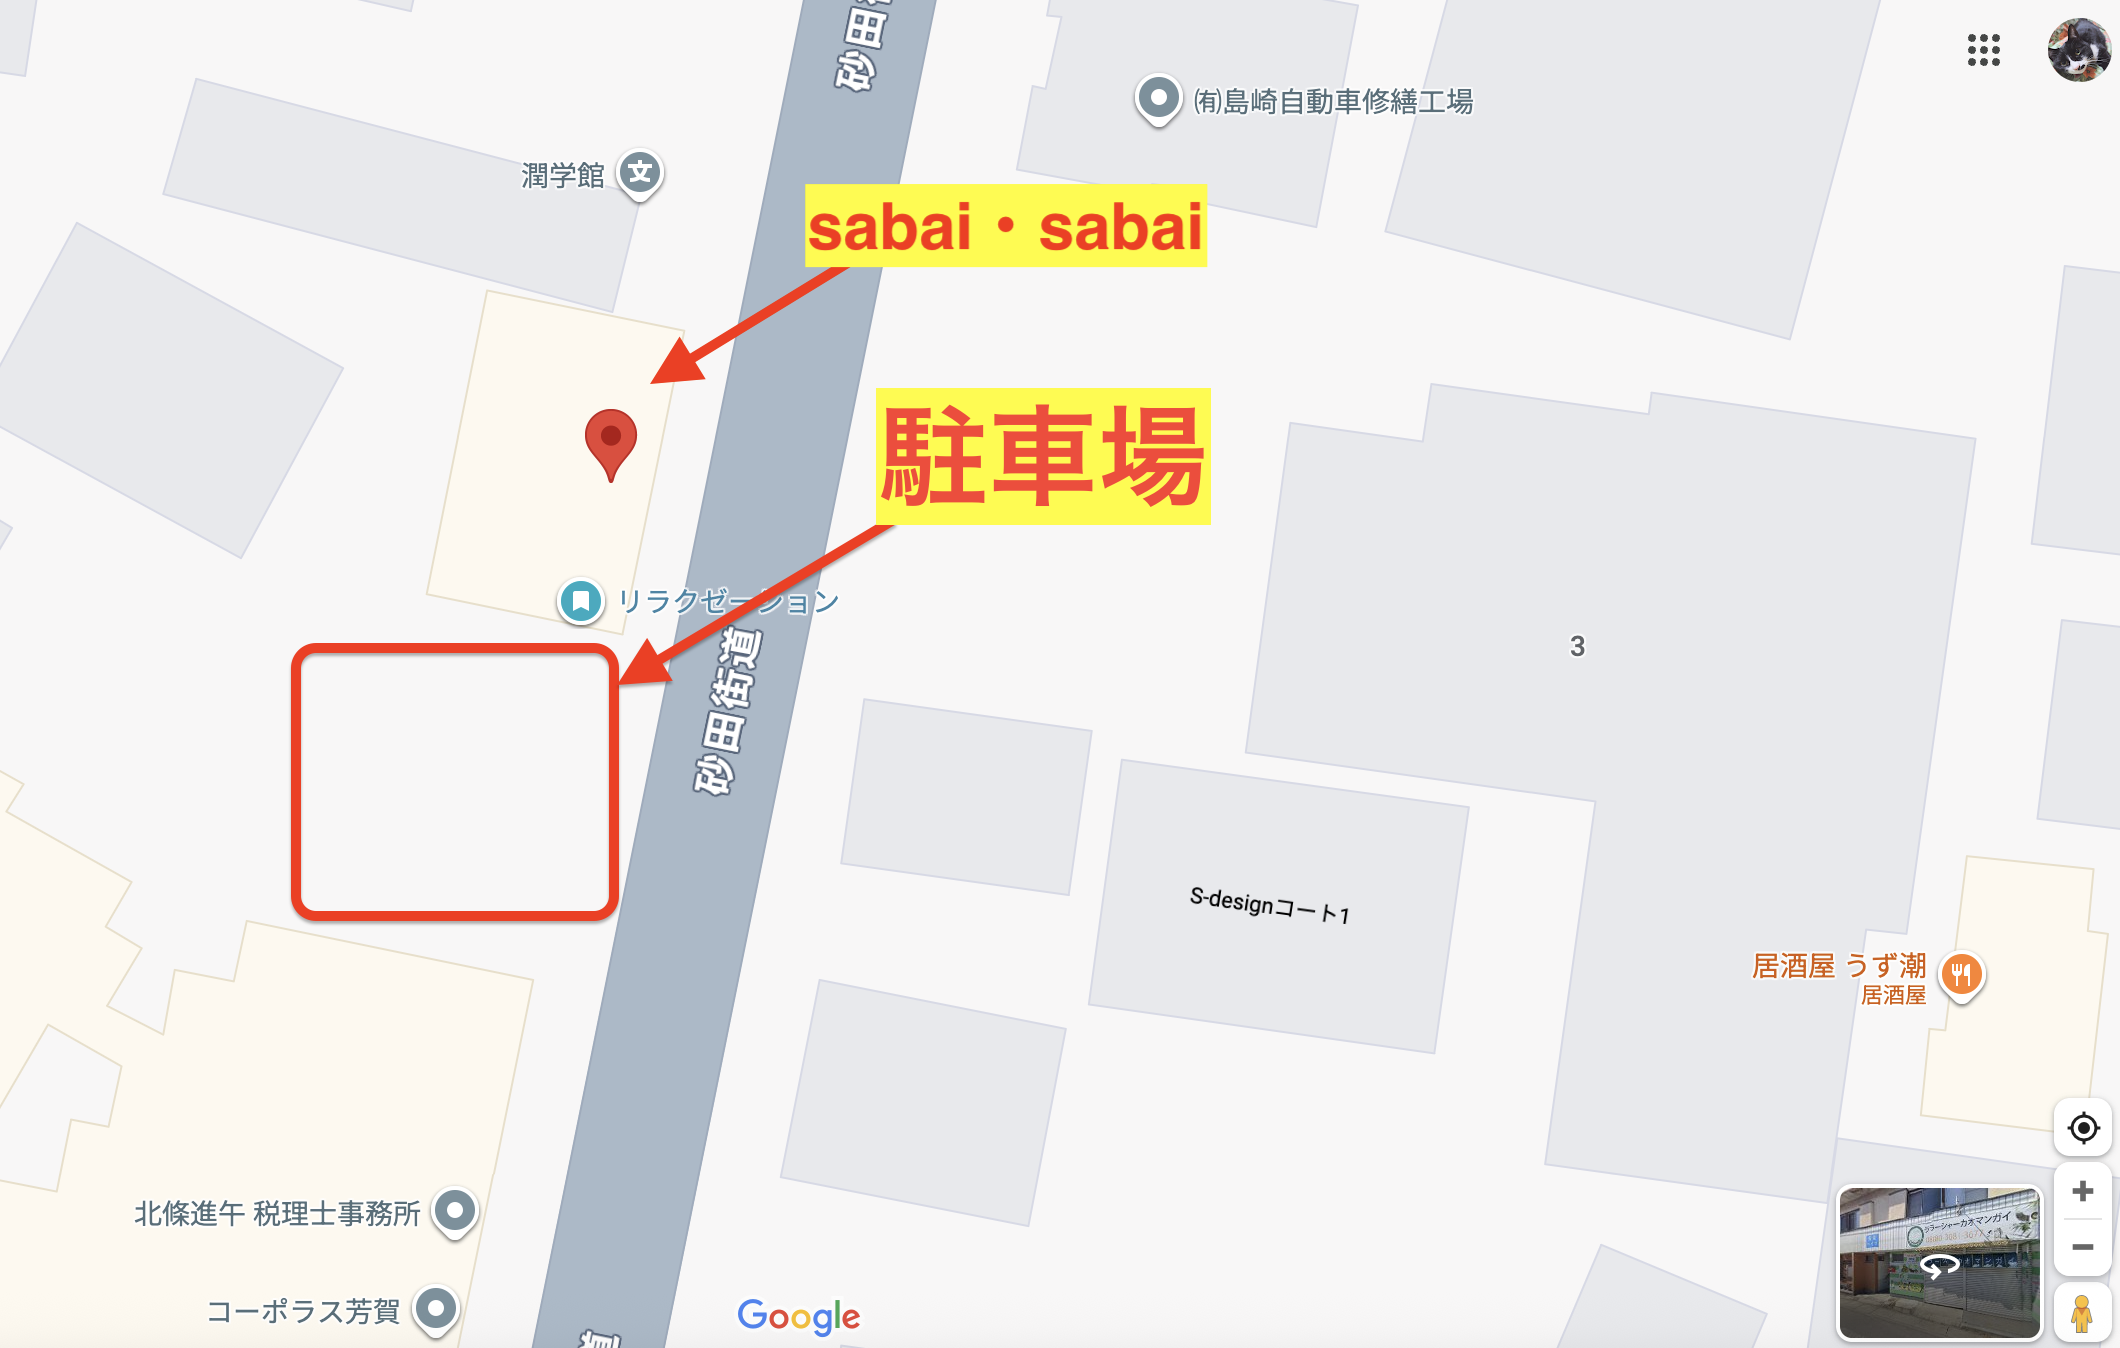 砂田街
㈲島崎自動車修繕工場
潤学館
sabai・sabai
駐車場
リラクゼーション
砂田街道
3
S-designコート1
居酒屋 うず潮
居酒屋
北條進午 税理士事務所
コーポラス芳賀
Google
道